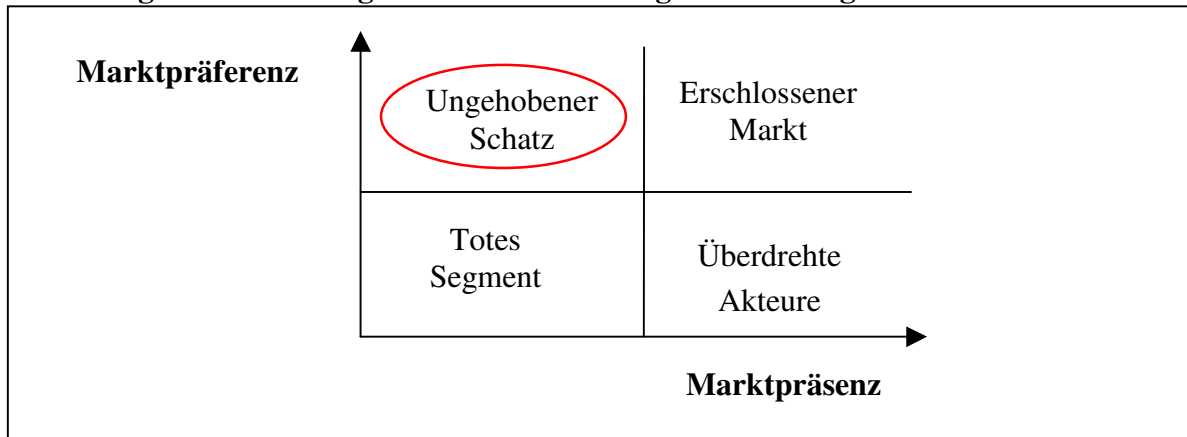 Marktpräferenz
Ungehobener
Schatz
Erschlossener
Markt
Totes
Segment
Überdrehte
Akteure
Marktpräsenz